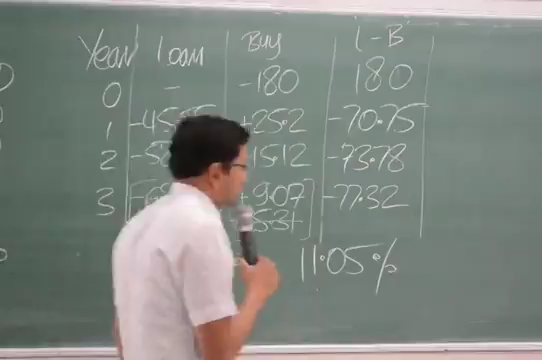 Year Loan Buy L-B
0 - -180 180
1 +25.2 -70.75
2 15.12 -73.78
3 +9.07 -77.32
11.05%